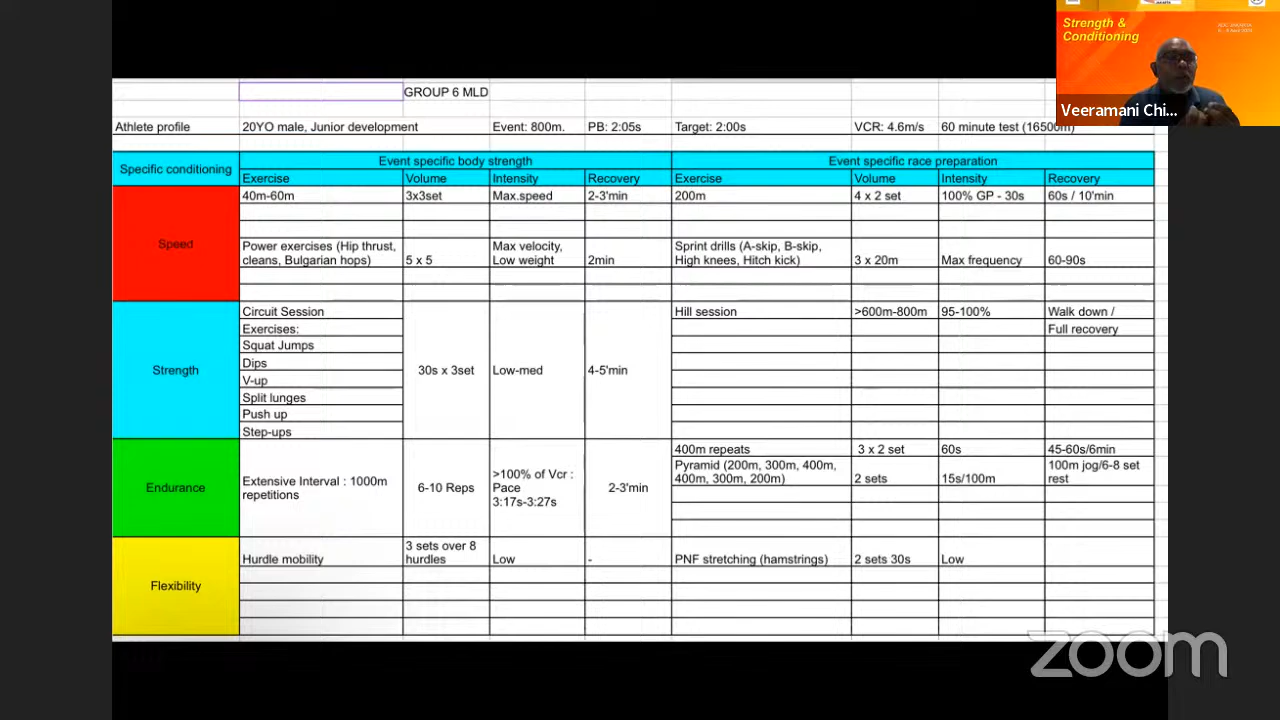 Strength &
Conditioning
Veeramani Chi...
GROUP 6 MLD
Athlete profile 20YO male, Junior development Event: 800m. PB: 2:05s Target: 2:00s VCR: 4.6m/s 60 minute test (16500m)
Specific conditioning Event specific body strength Event specific race preparation
Exercise Volume Intensity Recovery Exercise Volume Intensity Recovery
Speed
40m-60m 3x3set Max.speed 2-3'min 200m 4 x 2 set 100% GP - 30s 60s / 10'min
Power exercises (Hip thrust,
cleans, Bulgarian hops) 5 x 5 Max velocity,
Low weight 2min Sprint drills (A-skip, B-skip,
High knees, Hitch kick) 3 x 20m Max frequency 60-90s
Strength
Circuit Session
Exercises:
Squat Jumps
Dips
V-up
Split lunges
Push up
Step-ups
30s x 3set Low-med 4-5'min
Hill session >600m-800m 95-100% Walk down /
Full recovery
Endurance
Extensive Interval : 1000m
repetitions
6-10 Reps
>100% of Vcr :
Pace
3:17s-3:27s
2-3'min
400m repeats 3 x 2 set 60s 45-60s/6min
Pyramid (200m, 300m, 400m,
400m, 300m, 200m) 2 sets 15s/100m 100m jog/6-8 set
rest
Flexibility
Hurdle mobility 3 sets over 8
hurdles Low -
PNF stretching (hamstrings) 2 sets 30s Low
zoom